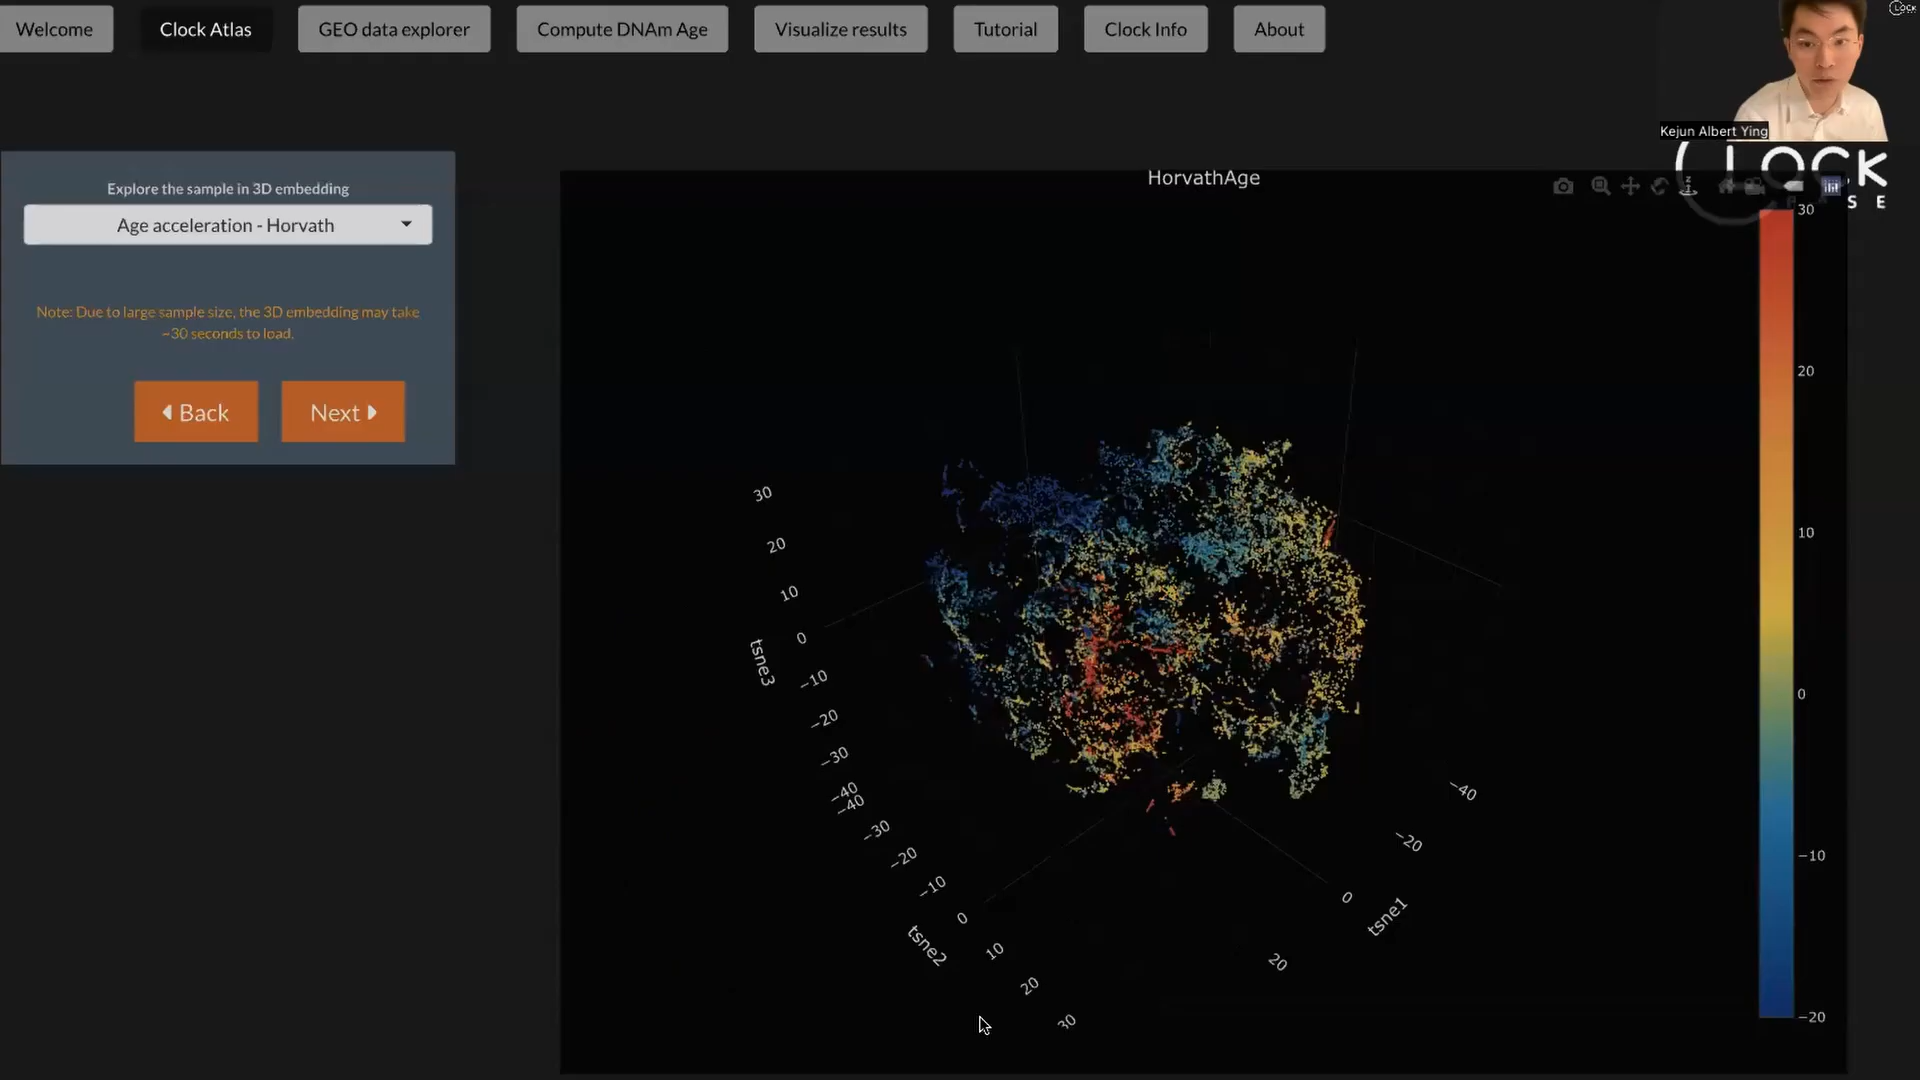 Welcome
Clock Atlas
GEO data explorer
Compute DNAm Age
Visualize results
Tutorial
Clock Info
About
CLOCK
Kejun Albert Ying
CLOCK
Explore the sample in 3D embedding
Age acceleration - Horvath
Note: Due to large sample size, the 3D embedding may take
~30 seconds to load.
Back
Next
HorvathAge
30
20
10
0
−10
−20
30
20
10
0
−10
−20
−30
−40
tsne3
−40
−30
−20
−10
0
10
20
30
tsne2
−40
−20
0
20
tsne1